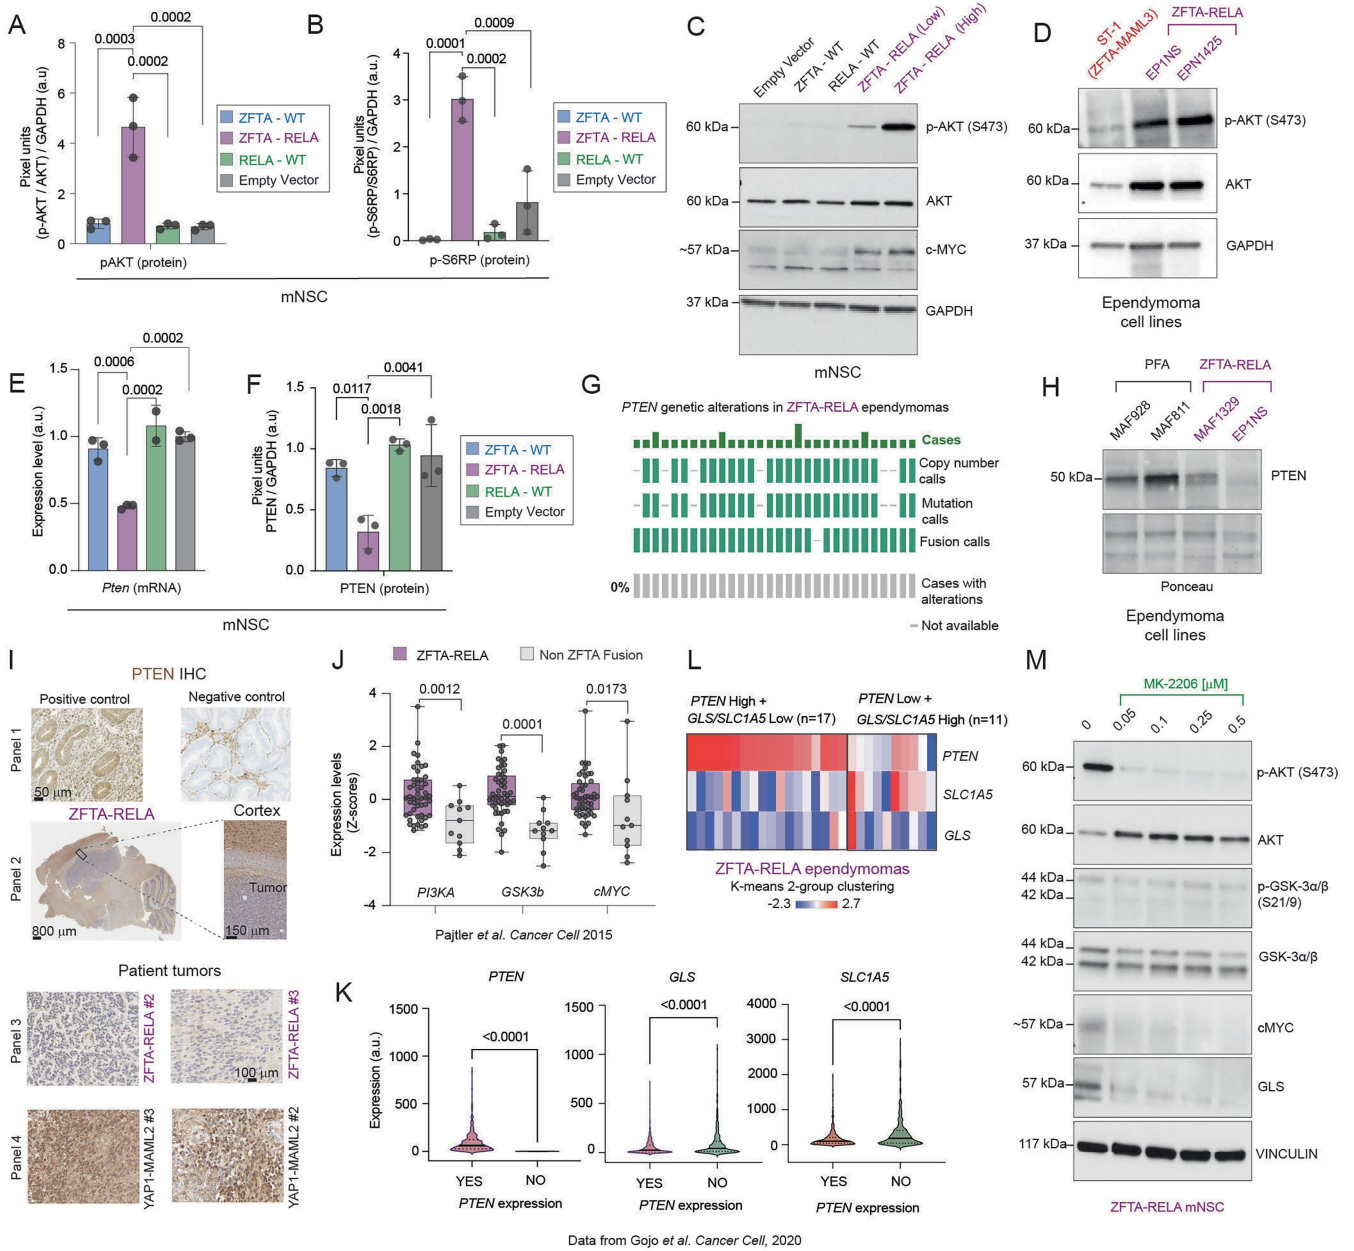 A
8
6
4
2
0
Pixel units
(p-AKT / AKT) / GAPDH (a.u)
0.0003
0.0002
0.0002
pAKT (protein)
ZFTA - WT
ZFTA - RELA
RELA - WT
Empty Vector
B
4
3
2
1
0
Pixel units
(p-S6RP/S6RP) / GAPDH (a.u.)
0.0001
0.0009
0.0002
p-S6RP (protein)
ZFTA - WT
ZFTA - RELA
RELA - WT
Empty Vector
mNSC
C
Empty Vector
ZFTA - WT
RELA - WT
ZFTA - RELA (Low)
ZFTA - RELA (High)
60 kDa
p-AKT (S473)
60 kDa
AKT
~57 kDa
c-MYC
37 kDa
GAPDH
mNSC
D
ST-1
(ZFTA-MAML3)
ZFTA-RELA
EP1NS
EPN1425
60 kDa
p-AKT (S473)
60 kDa
AKT
37 kDa
GAPDH
Ependymoma
cell lines
E
1.5
1.0
0.5
0.0
Expression level (a.u.)
0.0006
0.0002
0.0002
Pten (mRNA)
F
1.5
1.0
0.5
0.0
Pixel units
PTEN / GAPDH (a.u)
0.0117
0.0041
0.0018
PTEN (protein)
ZFTA - WT
ZFTA - RELA
RELA - WT
Empty Vector
mNSC
G
PTEN genetic alterations in ZFTA-RELA ependymomas
Cases
Copy number
calls
Mutation
calls
Fusion calls
0%
Cases with
alterations
Not available
H
PFA
ZFTA-RELA
MAF928
MAF811
MAF1329
EP1NS
50 kDa
PTEN
Ponceau
Ependymoma
cell lines
I
PTEN IHC
Positive control
Negative control
Panel 1
50 μm
ZFTA-RELA
Cortex
Panel 2
Tumor
800 μm
150 μm
Patient tumors
Panel 3
ZFTA-RELA #2
ZFTA-RELA #3
100 μm
Panel 4
YAP1-MAML2 #3
YAP1-MAML2 #2
J
ZFTA-RELA
Non ZFTA Fusion
4
2
0
-2
-4
Expression levels
(Z-scores)
0.0012
0.0001
0.0173
PI3KA
GSK3b
cMYC
Pajtler et al. Cancer Cell 2015
K
PTEN
GLS
SLC1A5
Expression (a.u.)
1500
1000
500
0
<0.0001
YES
NO
PTEN expression
1500
1000
500
0
<0.0001
YES
NO
PTEN expression
4000
3000
2000
1000
0
<0.0001
YES
NO
PTEN expression
Data from Gojo et al. Cancer Cell, 2020
L
PTEN High +
GLS/SLC1A5 Low (n=17)
PTEN Low +
GLS/SLC1A5 High (n=11)
PTEN
SLC1A5
GLS
ZFTA-RELA ependymomas
K-means 2-group clustering
-2.3
2.7
M
MK-2206 [μM]
0
0.05
0.1
0.25
0.5
60 kDa
p-AKT (S473)
60 kDa
AKT
44 kDa
42 kDa
p-GSK-3α/β
(S21/9)
44 kDa
42 kDa
GSK-3α/β
~57 kDa
cMYC
57 kDa
GLS
117 kDa
VINCULIN
ZFTA-RELA mNSC